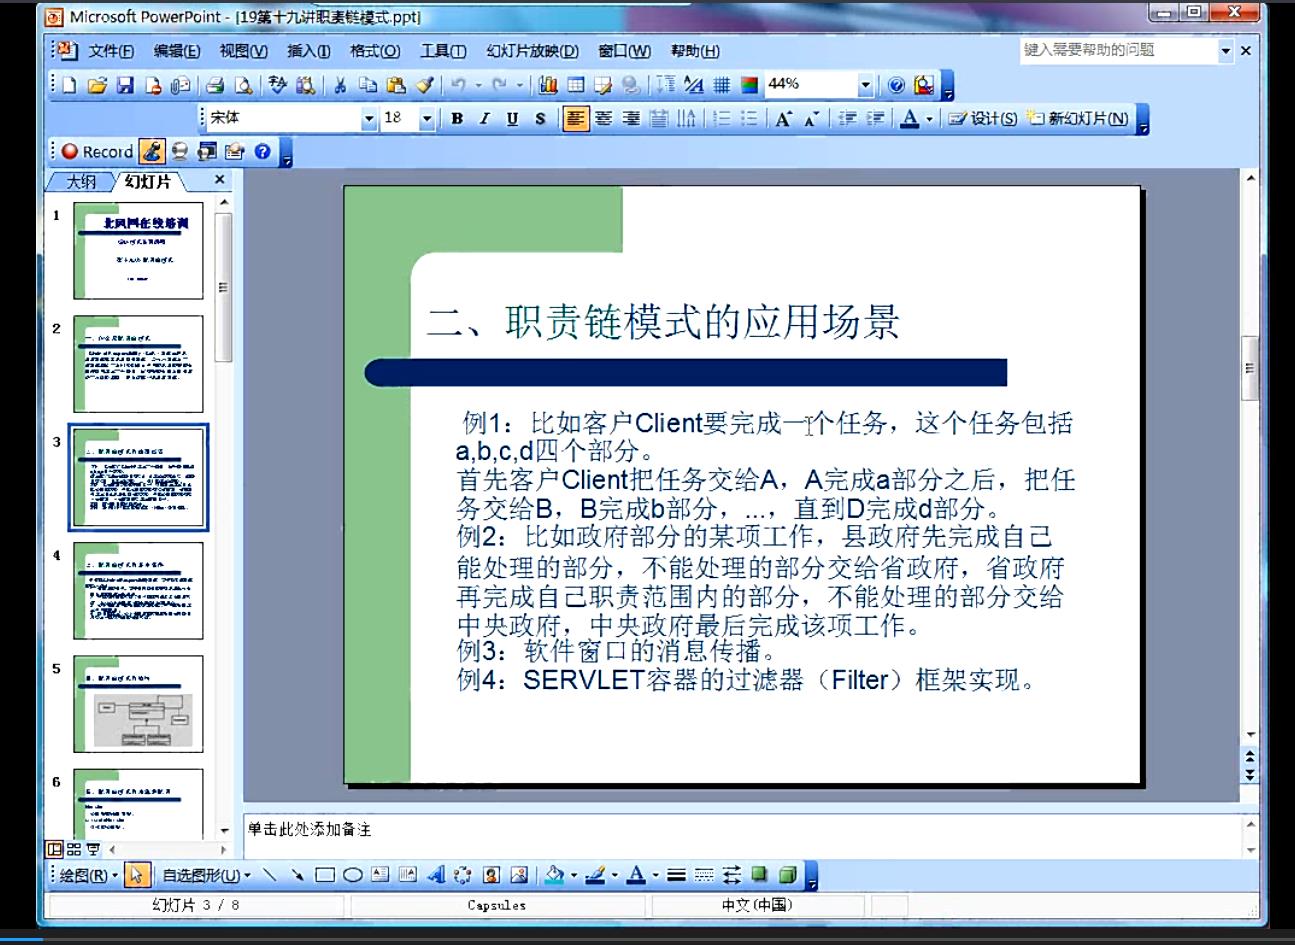 Microsoft PowerPoint - [19第十九讲职责链模式.ppt]
文件(F) 编辑(E) 视图(V) 插入(I) 格式(O) 工具(T) 幻灯片放映(D) 窗口(W) 帮助(H) 键入需要帮助的问题
44%
宋体 18 B I U S A A A 设计(S) 新幻灯片(N)
Record
大纲 幻灯片
1
北风网在线培训
2
3
4
5
6
二、职责链模式的应用场景
例1：比如客户Client要完成一个任务，这个任务包括
a,b,c,d四个部分。
首先客户Client把任务交给A，A完成a部分之后，把任
务交给B，B完成b部分，...，直到D完成d部分。
例2：比如政府部分的某项工作，县政府先完成自己
能处理的部分，不能处理的部分交给省政府，省政府
再完成自己职责范围内的部分，不能处理的部分交给
中央政府，中央政府最后完成该项工作。
例3：软件窗口的消息传播。
例4：SERVLET容器的过滤器（Filter）框架实现。
单击此处添加备注
绘图(R) 自选图形(U)
幻灯片 3 / 8 Capsules 中文(中国)